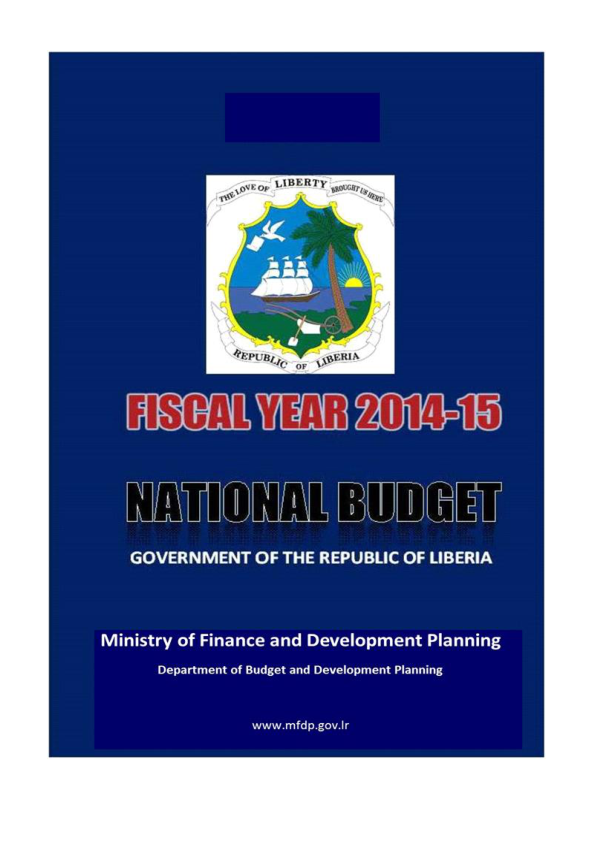 THE LOVE OF LIBERTY BROUGHT US HERE
REPUBLIC OF LIBERIA
FISCAL YEAR 2014-15
NATIONAL BUDGET
GOVERNMENT OF THE REPUBLIC OF LIBERIA
Ministry of Finance and Development Planning
Department of Budget and Development Planning
www.mfdp.gov.lr